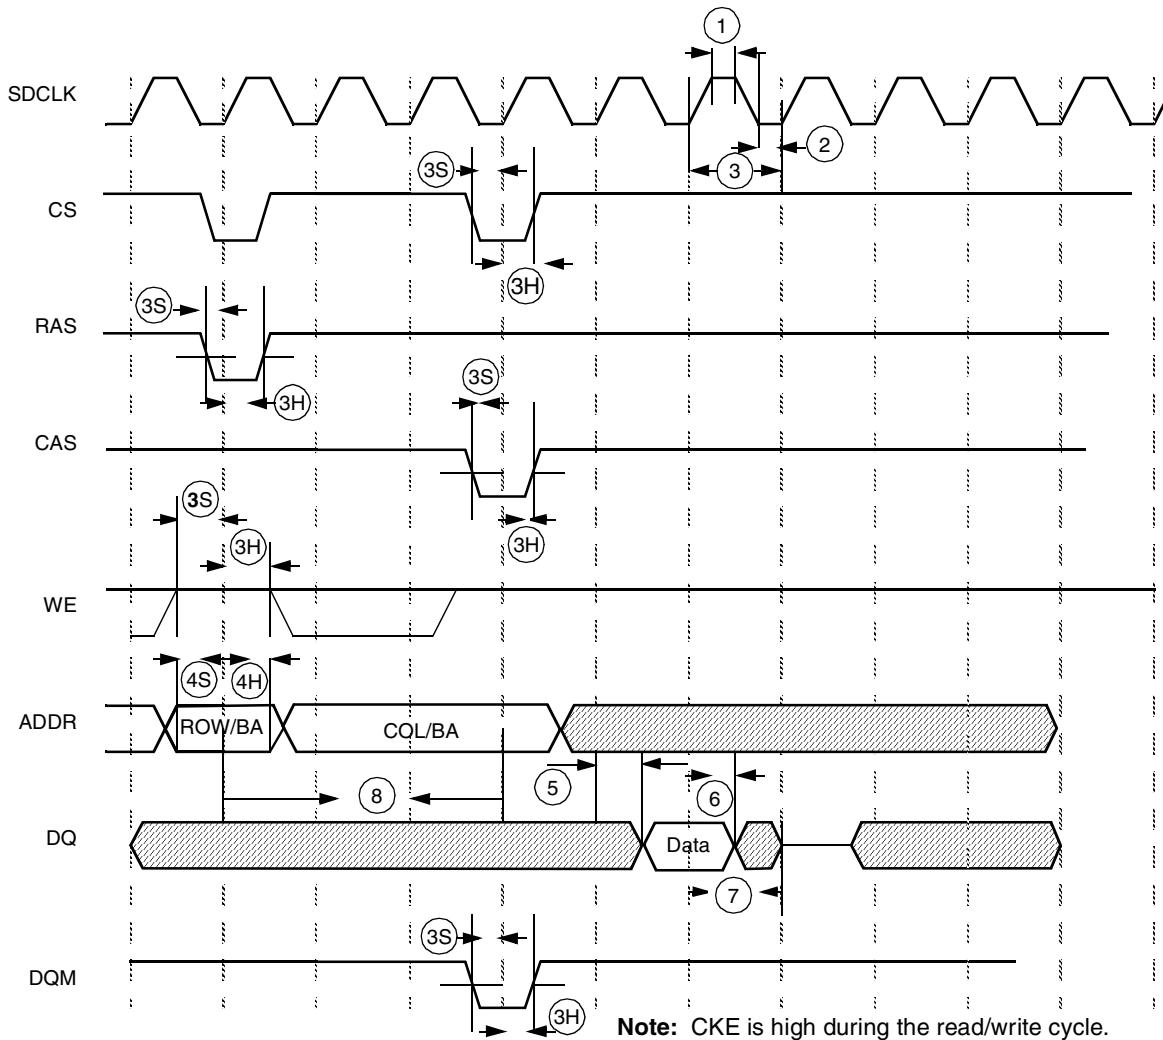 1
SDCLK
2
3
3S
CS
3H
3S
RAS
3H
3S
CAS
3S
3H
3H
WE
4S
4H
ADDR
ROW/BA
COL/BA
5
8
6
DQ
Data
7
3S
DQM
3H
Note: CKE is high during the read/write cycle.